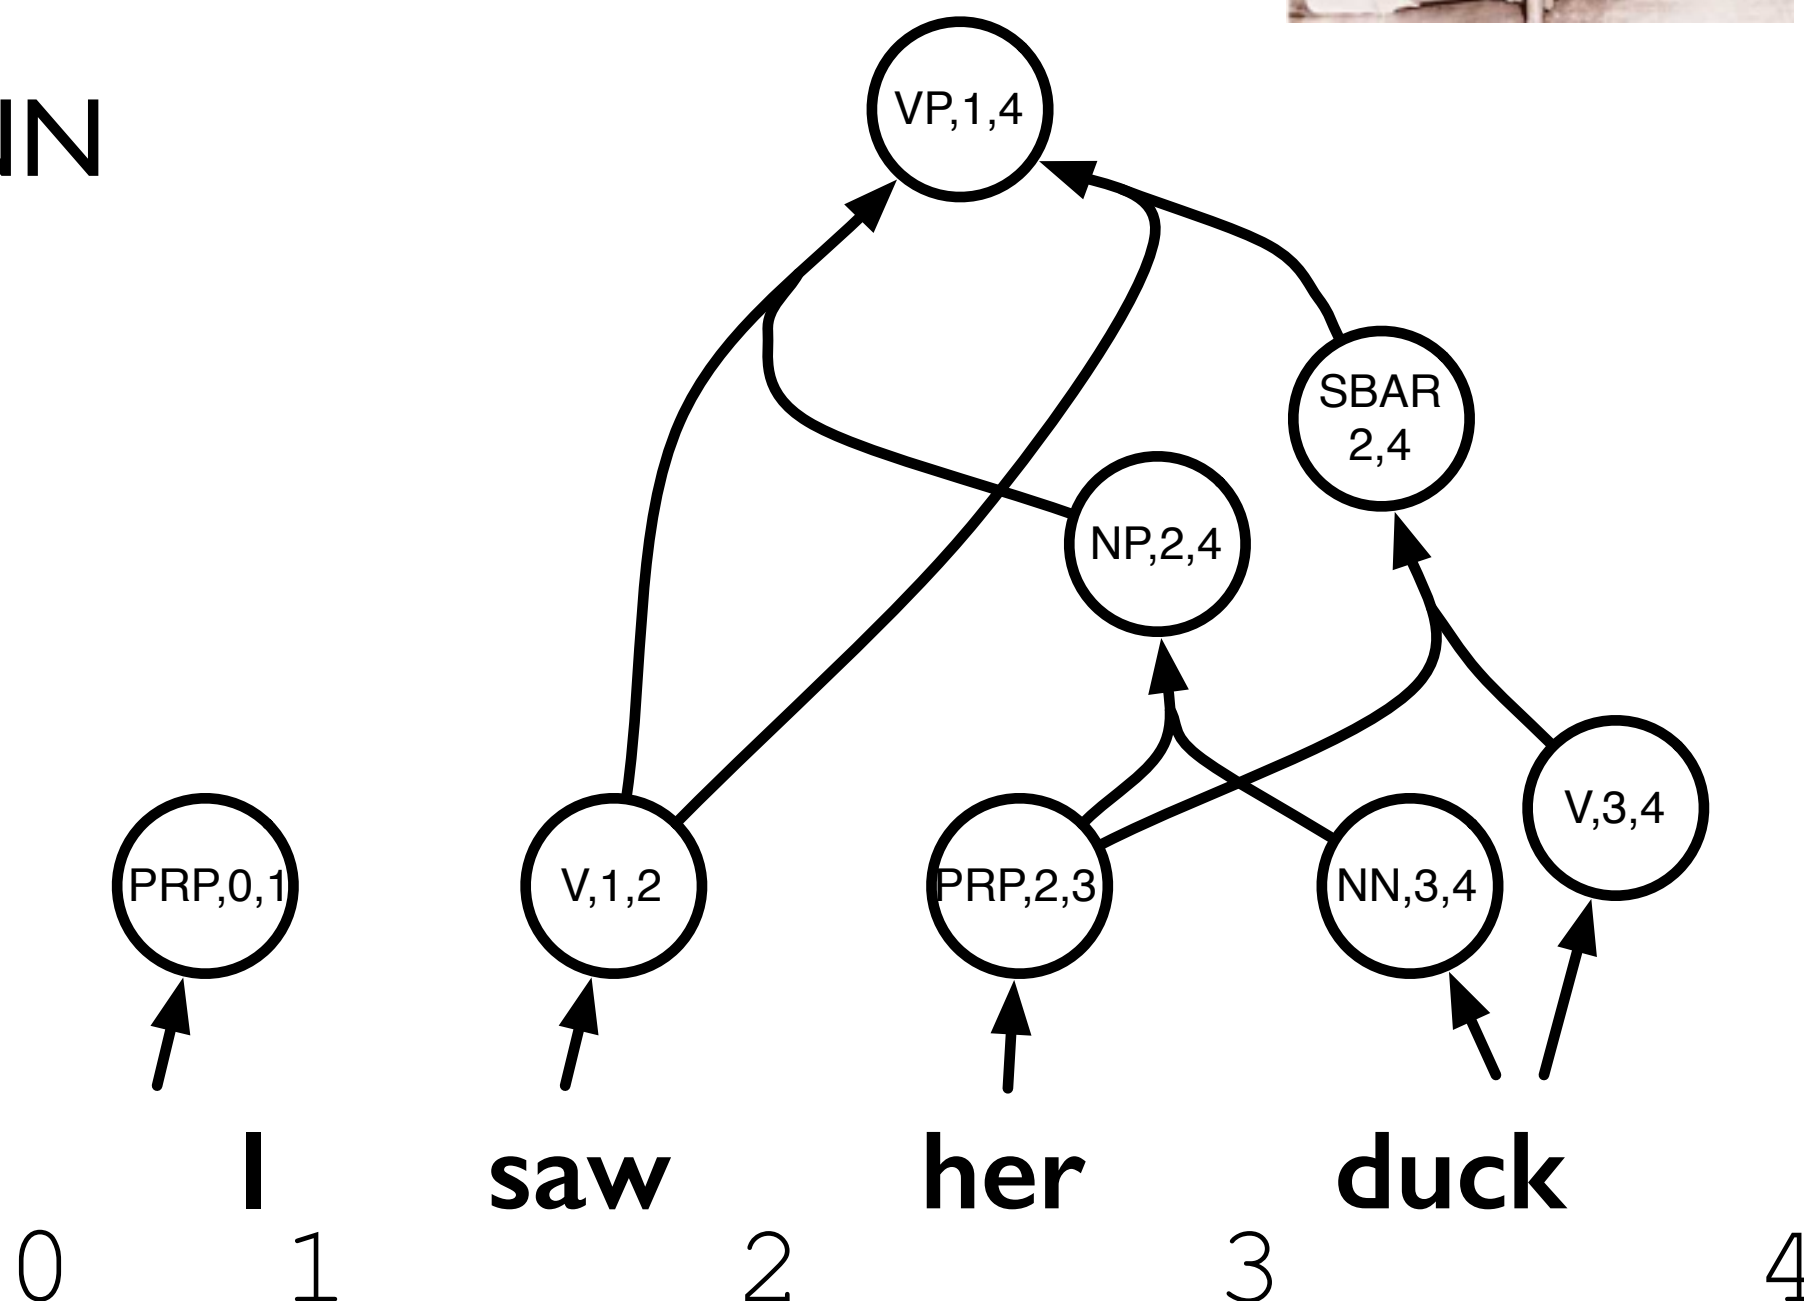 NN
VP,1,4
SBAR
2,4
NP,2,4
V,3,4
PRP,0,1
V,1,2
PRP,2,3
NN,3,4
I saw her duck
0 1 2 3 4